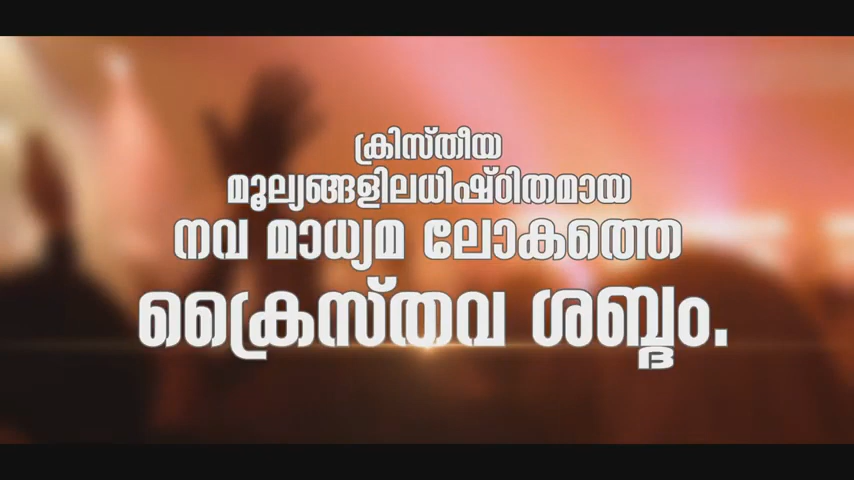 ക്രിസ്തീയ
മൂല്യങ്ങളിലധിഷ്ഠിതമായ
നവ മാധ്യമ ലോകത്തെ
ക്രൈസ്തവ ശബ്ദം.